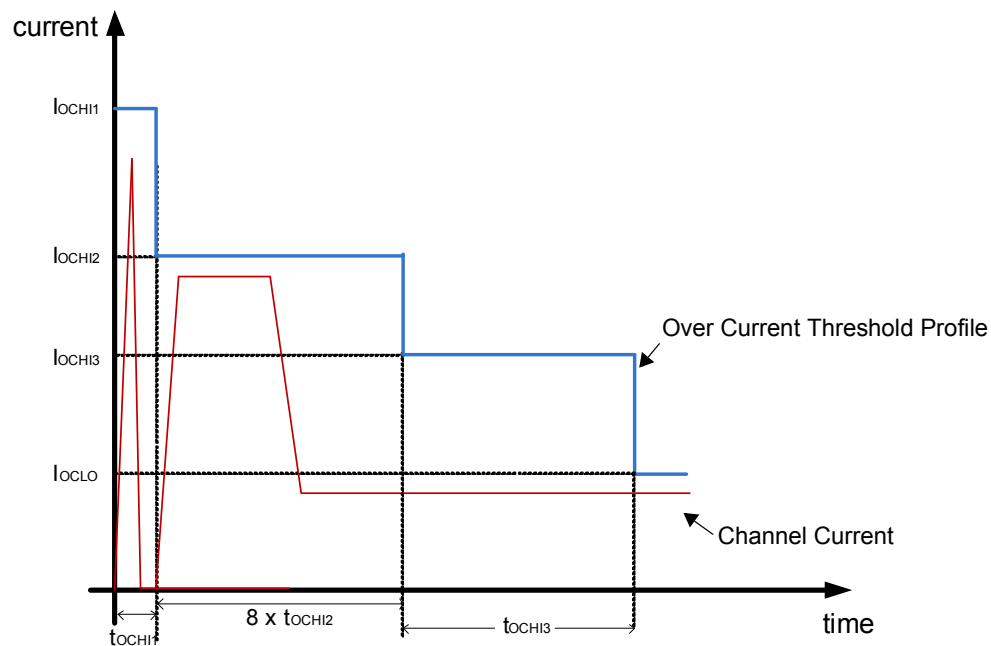 current
IOCHI1
IOCHI2
IOCHI3
IOCLO
Over Current Threshold Profile
Channel Current
tOCHI1
8 x tOCHI2
tOCHI3
time